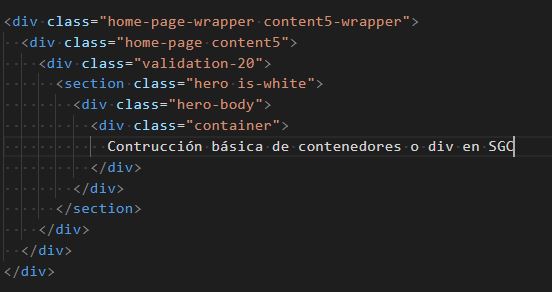 <div class="home-page-wrapper content5-wrapper">
<div class="home-page content5">
<div class="validation-20">
<section class="hero is-white">
<div class="hero-body">
<div class="container">
Contrucción básica de contenedores o div en SGC
</div>
</div>
</section>
</div>
</div>
</div>